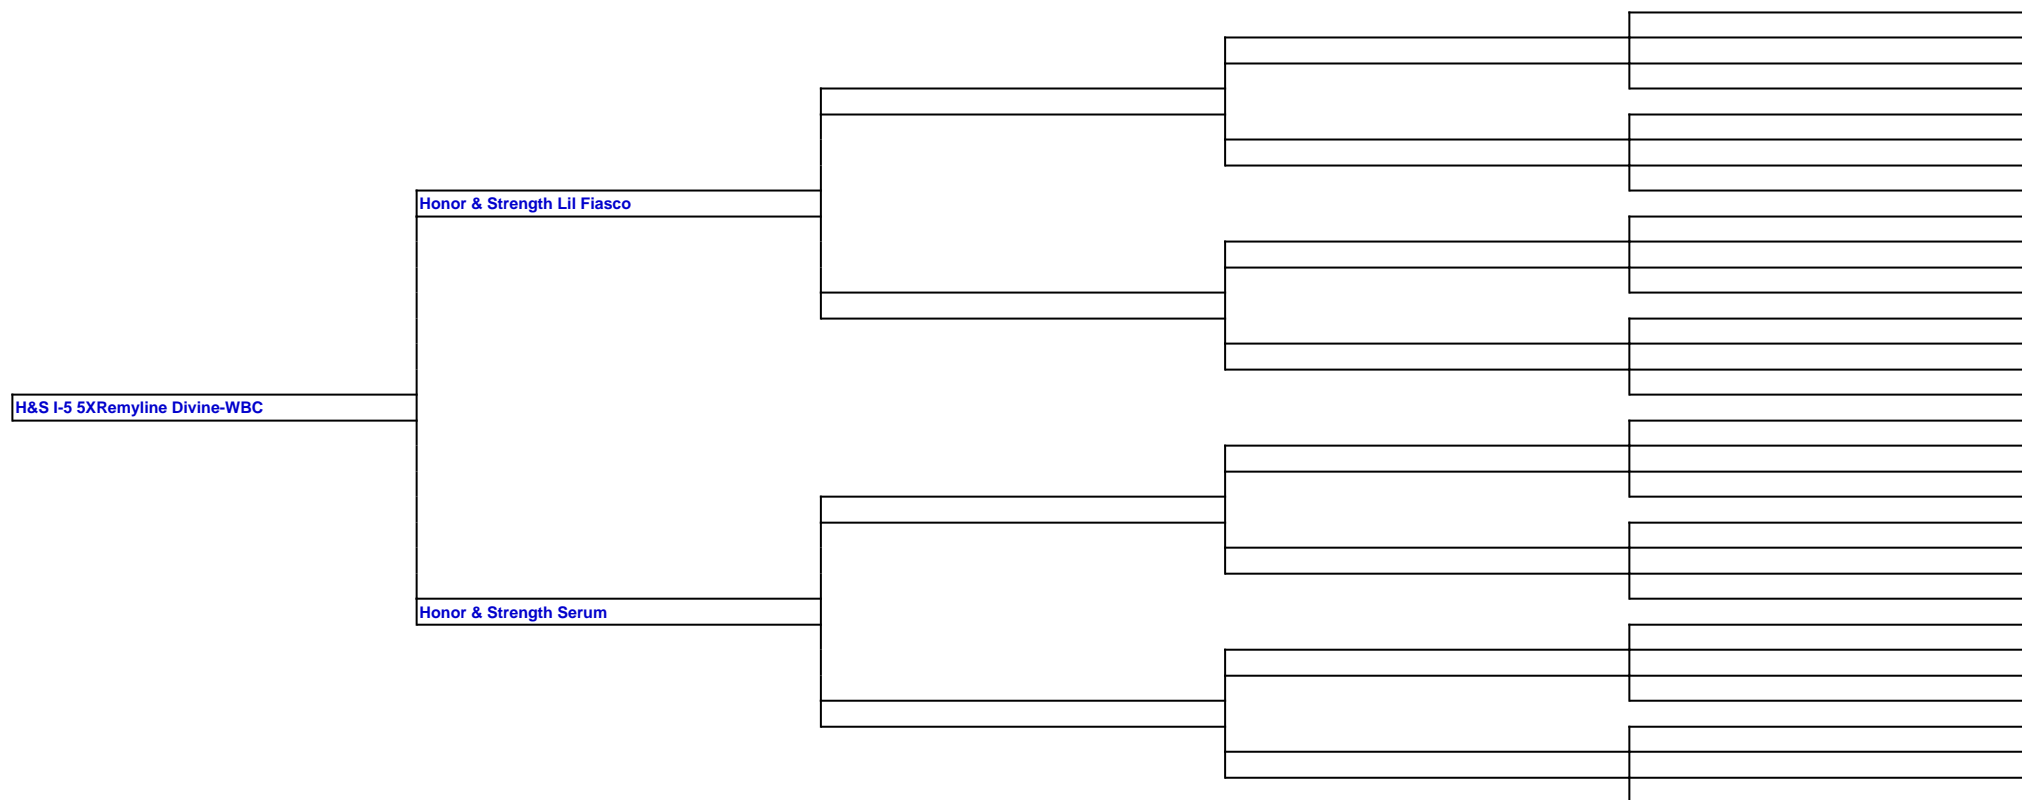 Honor & Strength Lil Fiasco
H&S I-5 5XRemyline Divine-WBC
Honor & Strength Serum